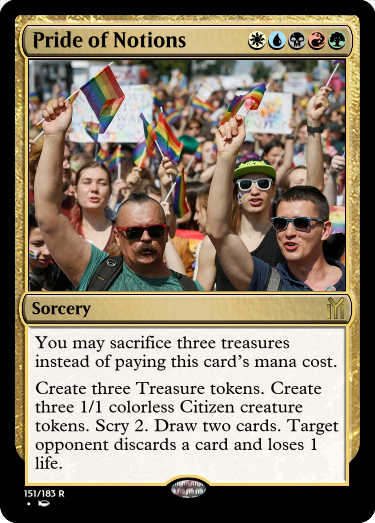 Pride of Notions
Sorcery
You may sacrifice three treasures
instead of paying this card's mana cost.
Create three Treasure tokens. Create
three 1/1 colorless Citizen creature
tokens. Scry 2. Draw two cards. Target
opponent discards a card and loses 1
life.
151/183 R